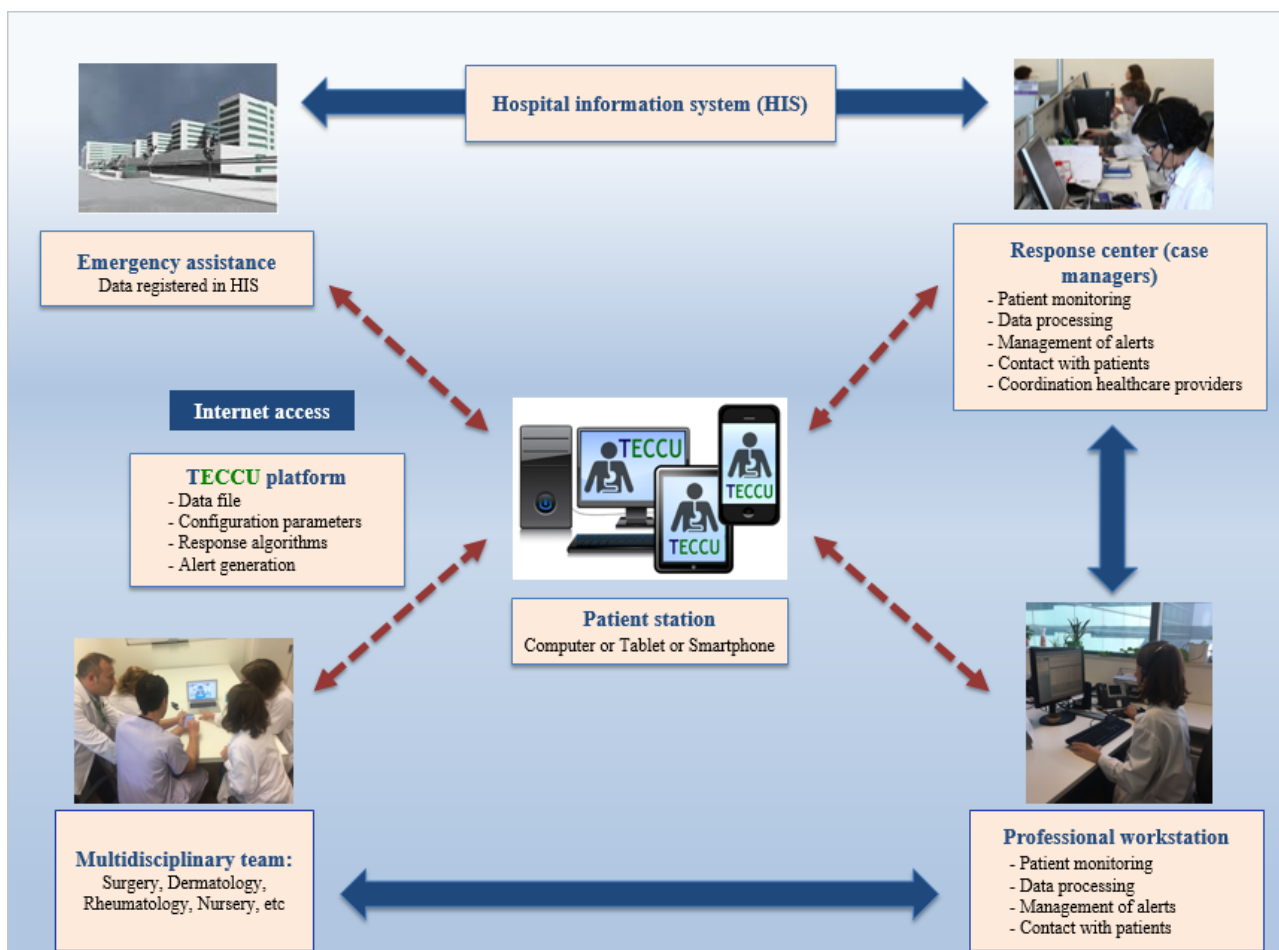 Hospital information system (HIS)
Emergency assistance
Data registered in HIS
Response center (case
managers)
- Patient monitoring
- Data processing
- Management of alerts
- Contact with patients
- Coordination healthcare providers
Internet access
TECCU platform
- Data file
- Configuration parameters
- Response algorithms
- Alert generation
TECCU
TECCU
TECCU
Patient station
Computer or Tablet or Smartphone
Multidisciplinary team:
Surgery, Dermatology,
Rheumatology, Nursery, etc
Professional workstation
- Patient monitoring
- Data processing
- Management of alerts
- Contact with patients